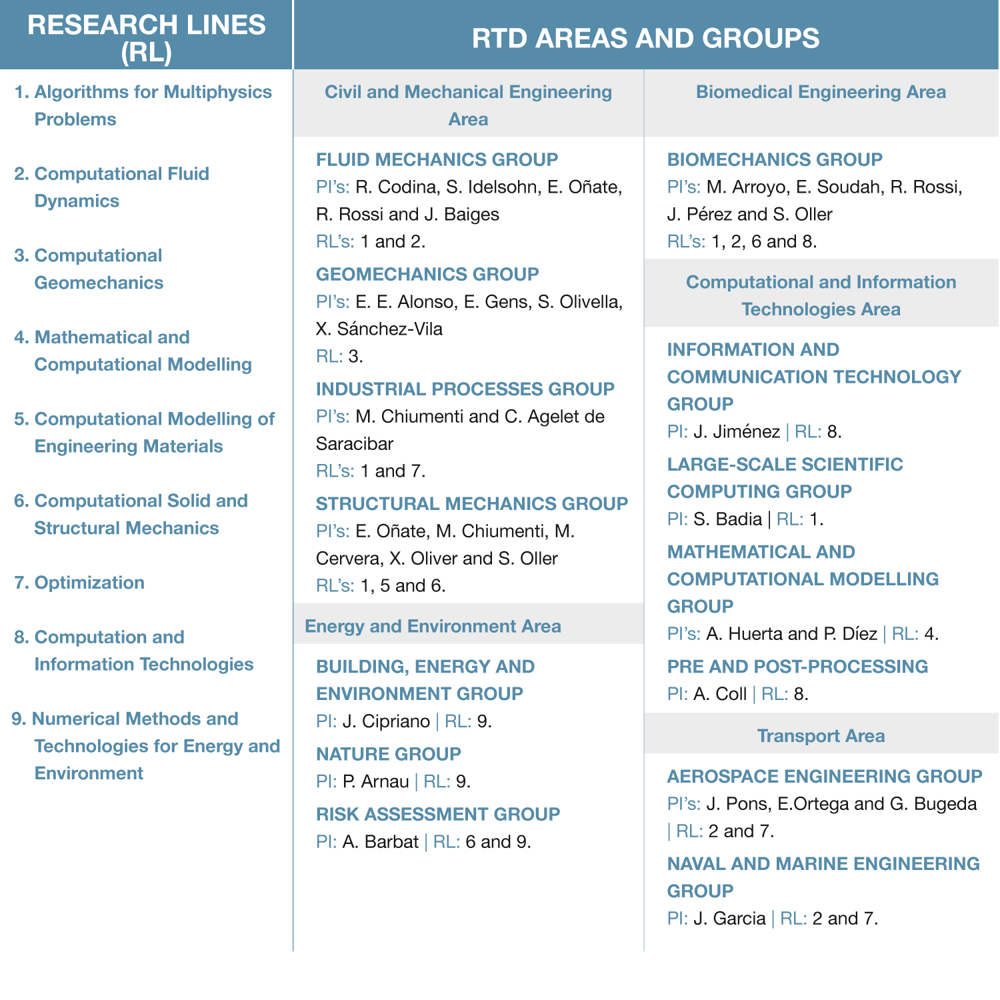 RESEARCH LINES
(RL)
RTD AREAS AND GROUPS
1. Algorithms for Multiphysics
Problems
2. Computational Fluid
Dynamics
3. Computational
Geomechanics
4. Mathematical and
Computational Modelling
5. Computational Modelling of
Engineering Materials
6. Computational Solid and
Structural Mechanics
7. Optimization
8. Computation and
Information Technologies
9. Numerical Methods and
Technologies for Energy and
Environment
Civil and Mechanical Engineering
Area
FLUID MECHANICS GROUP
PI’s: R. Codina, S. Idelsohn, E. Oñate,
R. Rossi and J. Baiges
RL’s: 1 and 2.
GEOMECHANICS GROUP
PI’s: E. E. Alonso, E. Gens, S. Olivella,
X. Sánchez-Vila
RL: 3.
INDUSTRIAL PROCESSES GROUP
PI’s: M. Chiumenti and C. Agelet de
Saracibar
RL’s: 1 and 7.
STRUCTURAL MECHANICS GROUP
PI’s: E. Oñate, M. Chiumenti, M.
Cervera, X. Oliver and S. Oller
RL’s: 1, 5 and 6.
Energy and Environment Area
BUILDING, ENERGY AND
ENVIRONMENT GROUP
PI: J. Cipriano | RL: 9.
NATURE GROUP
PI: P. Arnau | RL: 9.
RISK ASSESSMENT GROUP
PI: A. Barbat | RL: 6 and 9.
Biomedical Engineering Area
BIOMECHANICS GROUP
PI’s: M. Arroyo, E. Soudah, R. Rossi,
J. Pérez and S. Oller
RL’s: 1, 2, 6 and 8.
Computational and Information
Technologies Area
INFORMATION AND
COMMUNICATION TECHNOLOGY
GROUP
PI: J. Jiménez | RL: 8.
LARGE-SCALE SCIENTIFIC
COMPUTING GROUP
PI: S. Badia | RL: 1.
MATHEMATICAL AND
COMPUTATIONAL MODELLING
GROUP
PI’s: A. Huerta and P. Díez | RL: 4.
PRE AND POST-PROCESSING
PI: A. Coll | RL: 8.
Transport Area
AEROSPACE ENGINEERING GROUP
PI’s: J. Pons, E.Ortega and G. Bugeda
| RL: 2 and 7.
NAVAL AND MARINE ENGINEERING
GROUP
PI: J. Garcia | RL: 2 and 7.